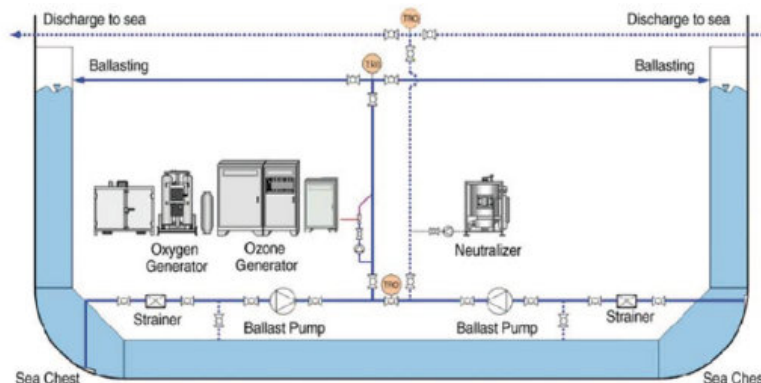 Discharge to sea
TRO
Discharge to sea
Ballasting
TRO
Ballasting
Oxygen
Generator
Ozone
Generator
Neutralizer
TRO
Strainer
Ballast Pump
Ballast Pump
Strainer
Sea Chest
Sea Chest